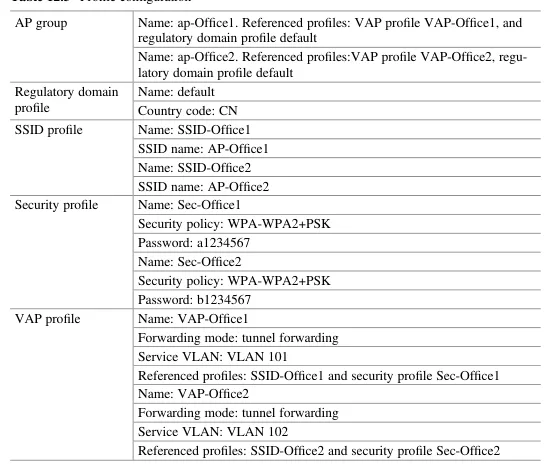 Table 12.3 Profile configuration
AP group
Name: ap-Office1. Referenced profiles: VAP profile VAP-Office1, and
regulatory domain profile default
Name: ap-Office2. Referenced profiles:VAP profile VAP-Office2, regu-
latory domain profile default
Regulatory domain
profile
Name: default
Country code: CN
SSID profile
Name: SSID-Office1
SSID name: AP-Office1
Name: SSID-Office2
SSID name: AP-Office2
Security profile
Name: Sec-Office1
Security policy: WPA-WPA2+PSK
Password: a1234567
Name: Sec-Office2
Security policy: WPA-WPA2+PSK
Password: b1234567
VAP profile
Name: VAP-Office1
Forwarding mode: tunnel forwarding
Service VLAN: VLAN 101
Referenced profiles: SSID-Office1 and security profile Sec-Office1
Name: VAP-Office2
Forwarding mode: tunnel forwarding
Service VLAN: VLAN 102
Referenced profiles: SSID-Office2 and security profile Sec-Office2